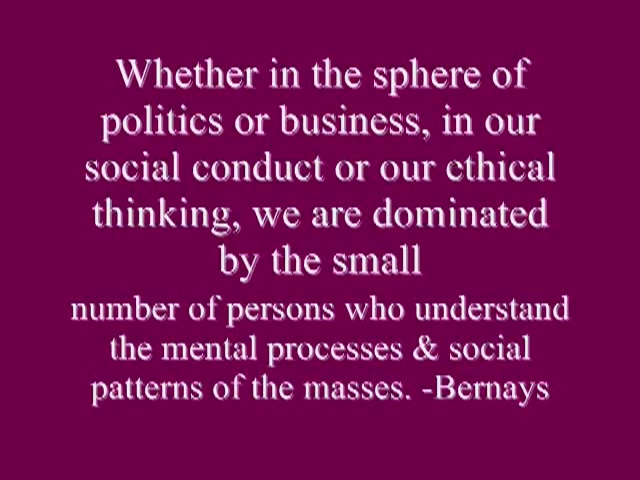 Whether in the sphere of
politics or business, in our
social conduct or our ethical
thinking, we are dominated
by the small
number of persons who understand
the mental processes & social
patterns of the masses. -Bernays